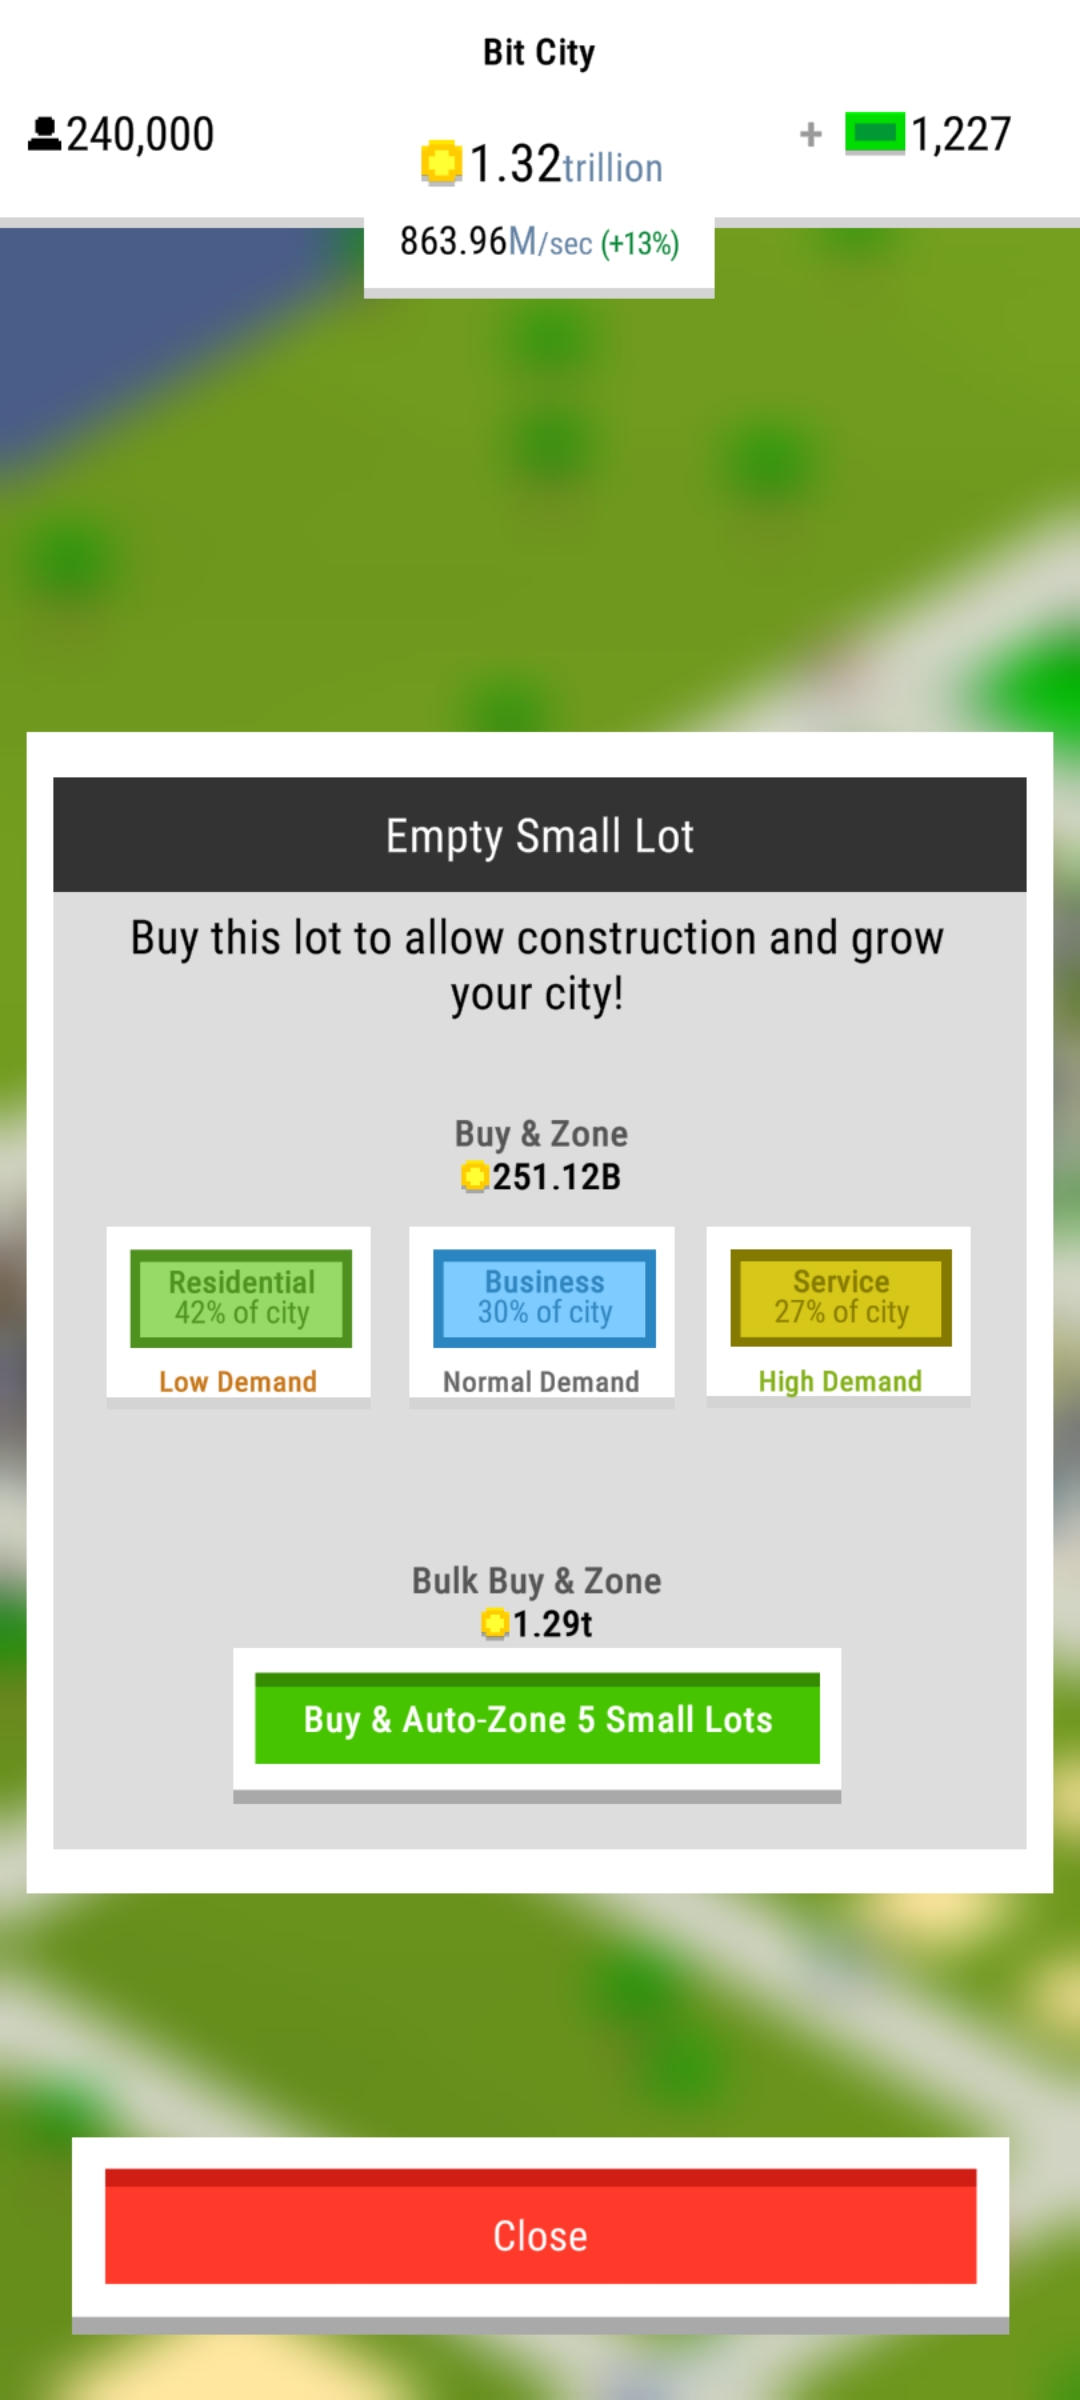 Bit City
240,000
1.32trillion
+ 1,227
863.96M/sec (+13%)
Empty Small Lot
Buy this lot to allow construction and grow
your city!
Buy & Zone
251.12B
Residential
42% of city
Low Demand
Business
30% of city
Normal Demand
Service
27% of city
High Demand
Bulk Buy & Zone
1.29t
Buy & Auto-Zone 5 Small Lots
Close